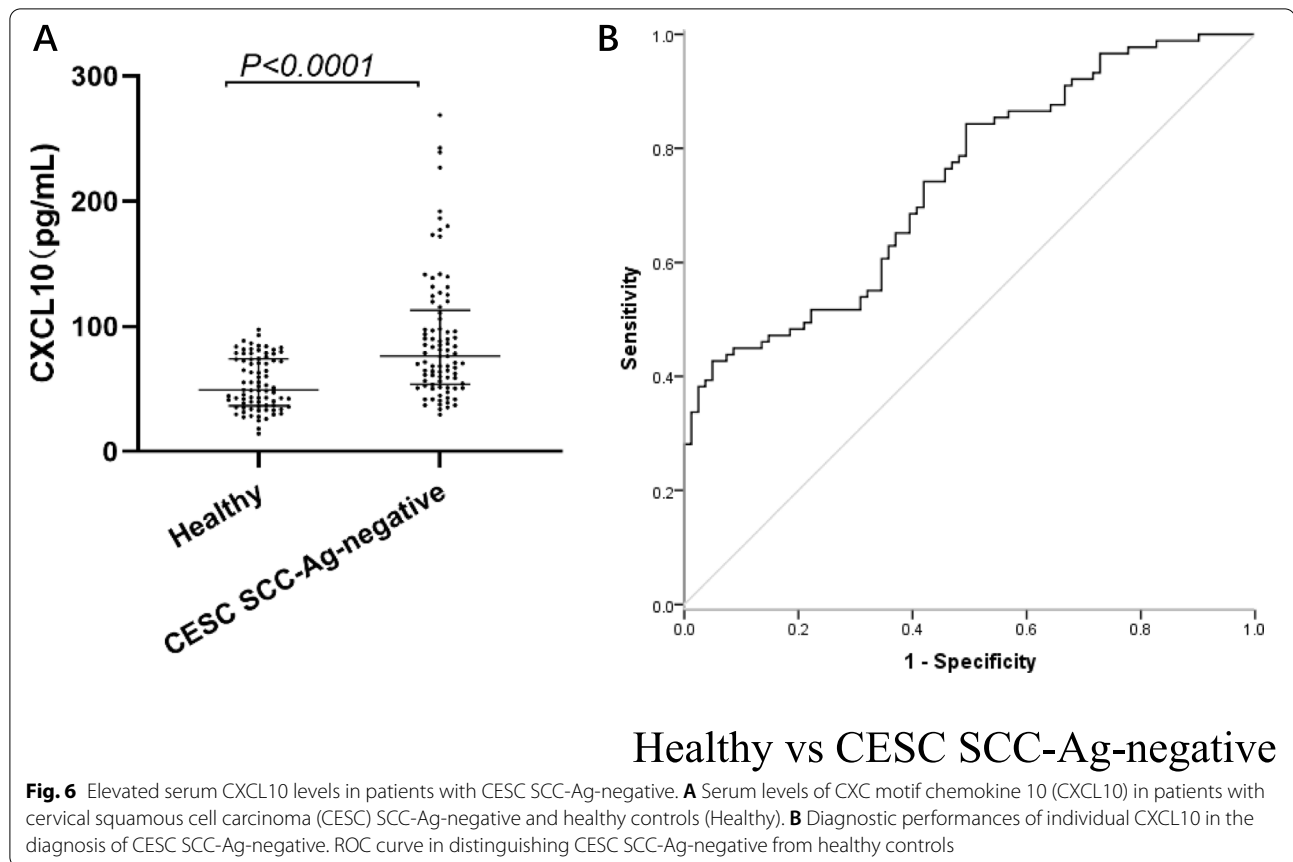 A
P<0.0001
300
200
100
0
CXCL10(pg/mL)
Healthy
CESC SCC-Ag-negative
B
1.0
0.8
0.6
0.4
0.2
0.0
Sensitivity
0.0 0.2 0.4 0.6 0.8 1.0
1 - Specificity
Healthy vs CESC SCC-Ag-negative
Fig. 6 Elevated serum CXCL10 levels in patients with CESC SCC-Ag-negative. A Serum levels of CXC motif chemokine 10 (CXCL10) in patients with
cervical squamous cell carcinoma (CESC) SCC-Ag-negative and healthy controls (Healthy). B Diagnostic performances of individual CXCL10 in the
diagnosis of CESC SCC-Ag-negative. ROC curve in distinguishing CESC SCC-Ag-negative from healthy controls